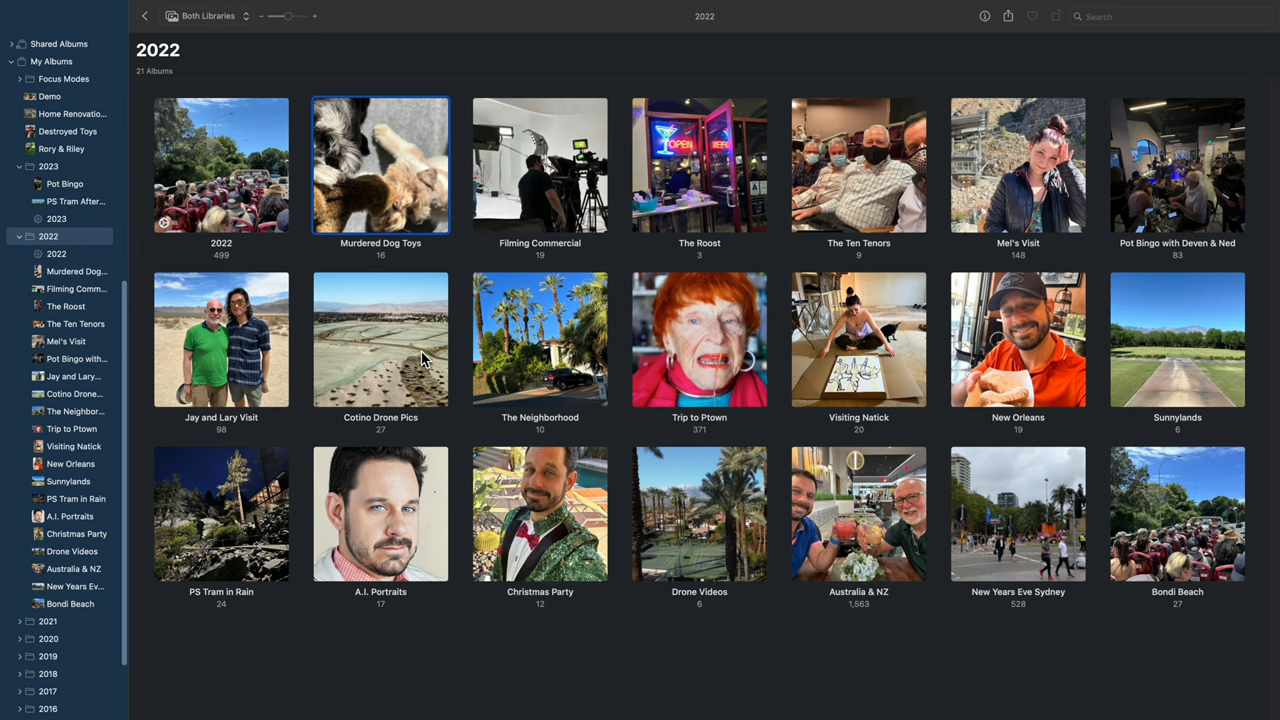 Both Libraries
2022
Search
Shared Albums
My Albums
Focus Modes
Demo
Home Renovatio...
Destroyed Toys
Rory & Riley
2023
Pot Bingo
PS Tram After...
2023
2022
2022
Murdered Dog...
Filming Comm...
The Roost
The Ten Tenors
Mel's Visit
Pot Bingo with...
Jay and Lary...
Cotino Drone...
The Neighbor...
Trip to Ptown
Visiting Natick
New Orleans
Sunnylands
PS Tram in Rain
A.I. Portraits
Christmas Party
Drone Videos
Australia & NZ
New Years Ev...
Bondi Beach
2021
2020
2019
2018
2017
2016
2022
21 Albums
OPEN
2022
499
Murdered Dog Toys
16
Filming Commercial
19
The Roost
3
The Ten Tenors
9
Mel's Visit
148
Pot Bingo with Deven & Ned
83
Jay and Lary Visit
98
Cotino Drone Pics
27
The Neighborhood
10
Trip to Ptown
371
Visiting Natick
20
New Orleans
19
Sunnylands
6
PS Tram in Rain
24
A.I. Portraits
17
Christmas Party
12
Drone Videos
6
Australia & NZ
1,563
New Years Eve Sydney
528
Bondi Beach
27